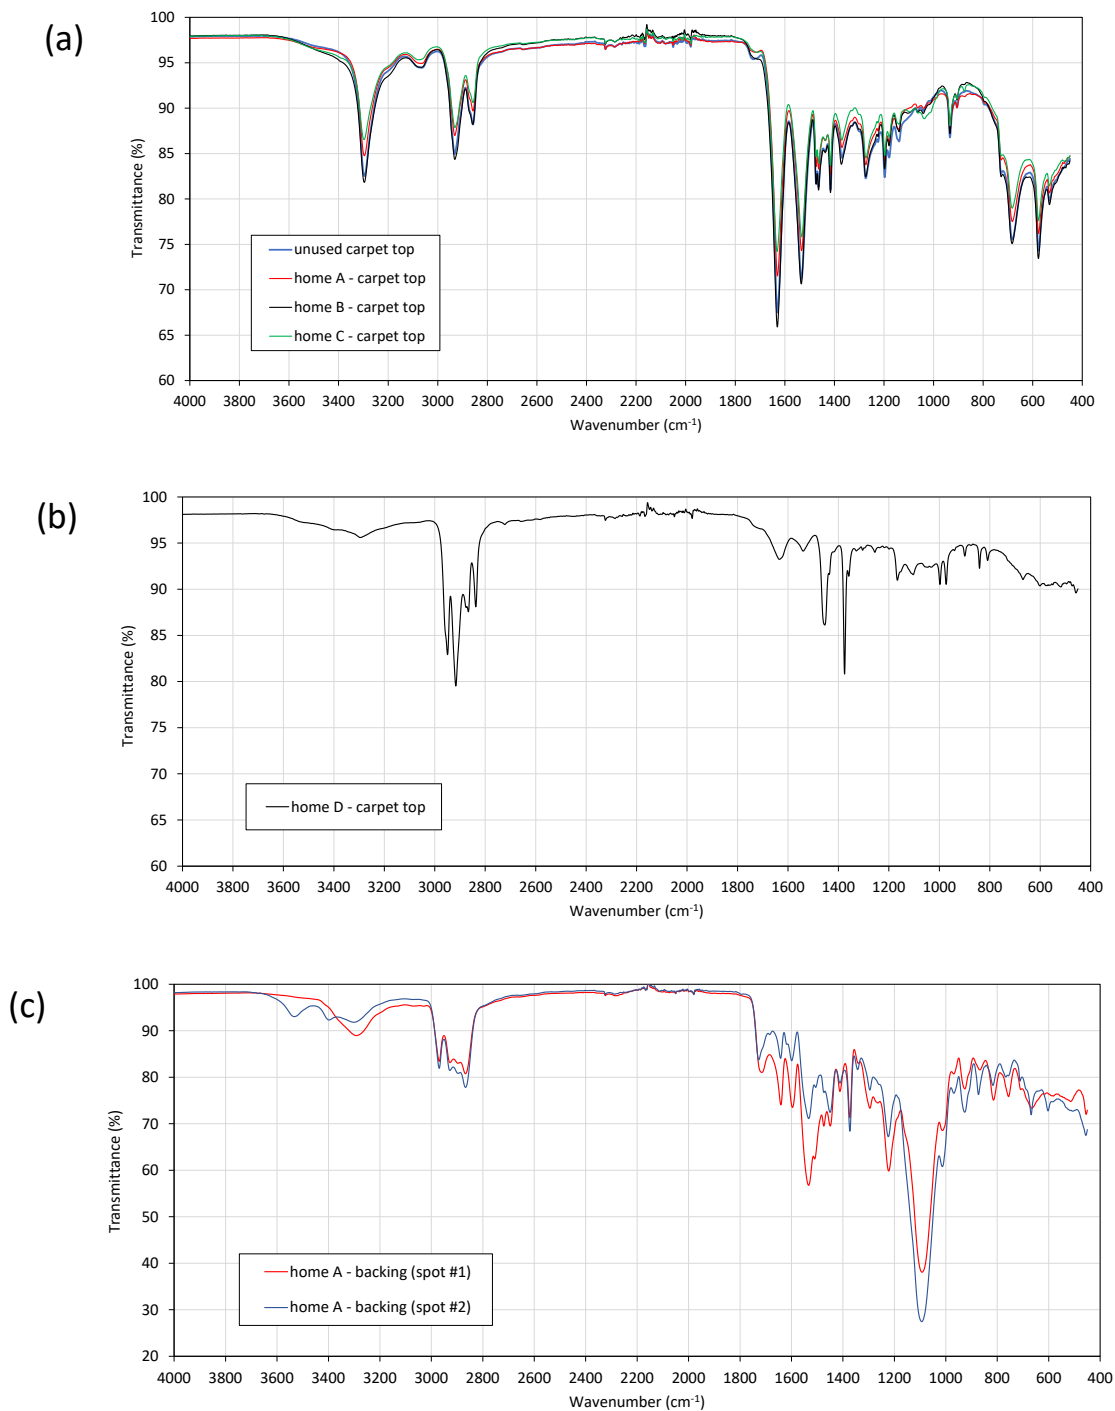 (a)
100
95
90
85
80
75
70
65
60
Transmittance (%)
unused carpet top
home A - carpet top
home B - carpet top
home C - carpet top
4000 3800 3600 3400 3200 3000 2800 2600 2400 2200 2000 1800 1600 1400 1200 1000 800 600 400
Wavenumber (cm⁻¹)
(b)
100
95
90
85
80
75
70
65
60
Transmittance (%)
home D - carpet top
4000 3800 3600 3400 3200 3000 2800 2600 2400 2200 2000 1800 1600 1400 1200 1000 800 600 400
Wavenumber (cm⁻¹)
(c)
100
90
80
70
60
50
40
30
20
Transmittance (%)
home A - backing (spot #1)
home A - backing (spot #2)
4000 3800 3600 3400 3200 3000 2800 2600 2400 2200 2000 1800 1600 1400 1200 1000 800 600 400
Wavenumber (cm⁻¹)